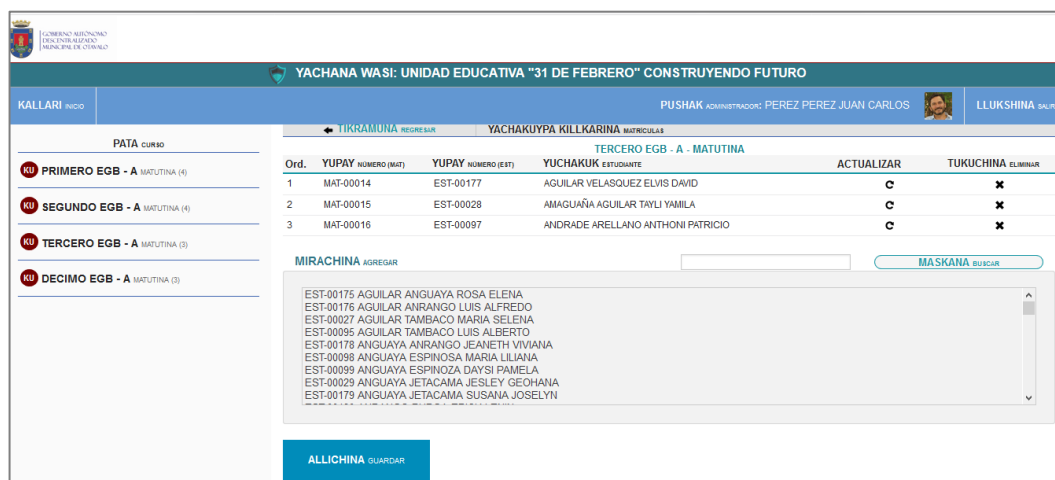 GOBIERNO AUTÓNOMO
DESCENTRALIZADO
MUNICIPAL DE OTAVALO
YACHANA WASI: UNIDAD EDUCATIVA "31 DE FEBRERO" CONSTRUYENDO FUTURO
KALLARI INICIO PUSHAK ADMINISTRADOR: PEREZ PEREZ JUAN CARLOS LLUKSHINA SALIR
PATA CURSO
KU PRIMERO EGB - A MATUTINA (4)
KU SEGUNDO EGB - A MATUTINA (4)
KU TERCERO EGB - A MATUTINA (3)
KU DECIMO EGB - A MATUTINA (3)
TIKRAMUNA REGRESAR YACHAKUYPA KILLKARINA MATRICULAS
TERCERO EGB - A - MATUTINA
Ord. YUPAY NÚMERO (MAT) YUPAY NÚMERO (EST) YUCHAKUK ESTUDIANTE ACTUALIZAR TUKUCHINA ELIMINAR
1 MAT-00014 EST-00177 AGUILAR VELASQUEZ ELVIS DAVID
2 MAT-00015 EST-00028 AMAGUAÑA AGUILAR TAYLI YAMILA
3 MAT-00016 EST-00097 ANDRADE ARELLANO ANTHONI PATRICIO
MIRACHINA AGREGAR MASKANA BUSCAR
EST-00175 AGUILAR ANGUAYA ROSA ELENA
EST-00176 AGUILAR ANRANGO LUIS ALFREDO
EST-00027 AGUILAR TAMBACO MARIA SELENA
EST-00095 AGUILAR TAMBACO LUIS ALBERTO
EST-00178 ANGUAYA ANRANGO JEANETH VIVIANA
EST-00098 ANGUAYA ESPINOSA MARIA LILIANA
EST-00099 ANGUAYA ESPINOZA DAYSI PAMELA
EST-00029 ANGUAYA JETACAMA JESLEY GEOHANA
EST-00179 ANGUAYA JETACAMA SUSANA JOSELYN
ALLICHINA GUARDAR